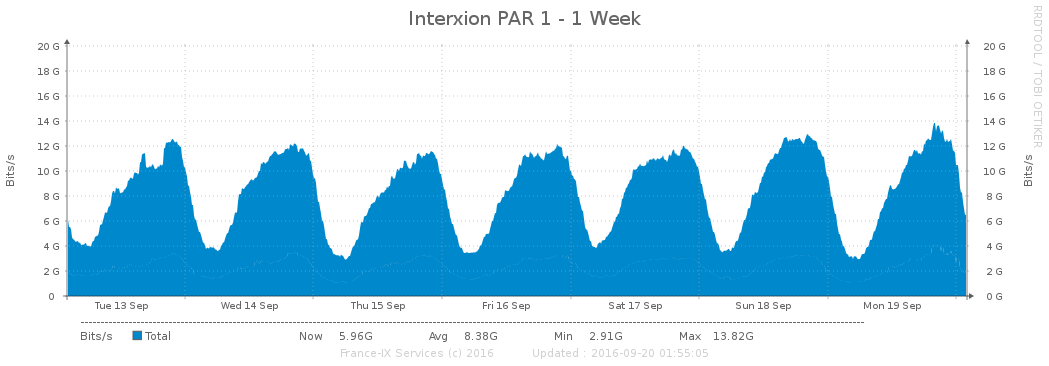 Interxion PAR 1 - 1 Week
RRDTOOL / TOBI OETIKER
20 G 20 G
18 G 18 G
16 G 16 G
14 G 14 G
12 G 12 G
10 G 10 G
8 G 8 G
6 G 6 G
4 G 4 G
2 G 2 G
0 0 G
Bits/s
Bits/s
Tue 13 Sep Wed 14 Sep Thu 15 Sep Fri 16 Sep Sat 17 Sep Sun 18 Sep Mon 19 Sep
Bits/s Total Now 5.96G Avg 8.38G Min 2.91G Max 13.82G
France-IX Services (c) 2016 Updated : 2016-09-20 01:55:05